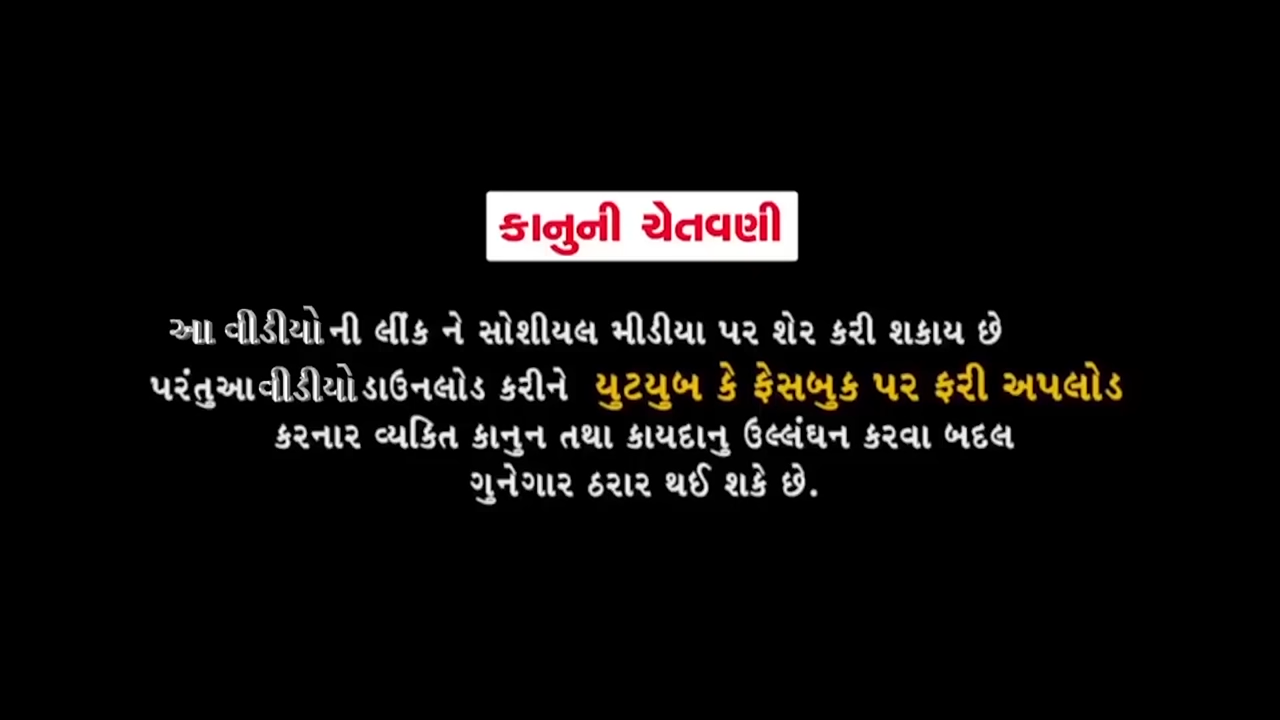 કાનુની ચેતવણી
આ વીડીયો ની લીંક ને સોશીયલ મીડીયા પર શેર કરી શકાય છે
પરંતુઆ વીડીયો ડાઉનલોડ કરીને યુટયુબ કે ફેસબુક પર ફરી અપલોડ
કરનાર વ્યકિત કાનુન તથા કાયદાનુ ઉલ્લંઘન કરવા બદલ
ગુનેગાર ઠરાર થઈ શકે છે.